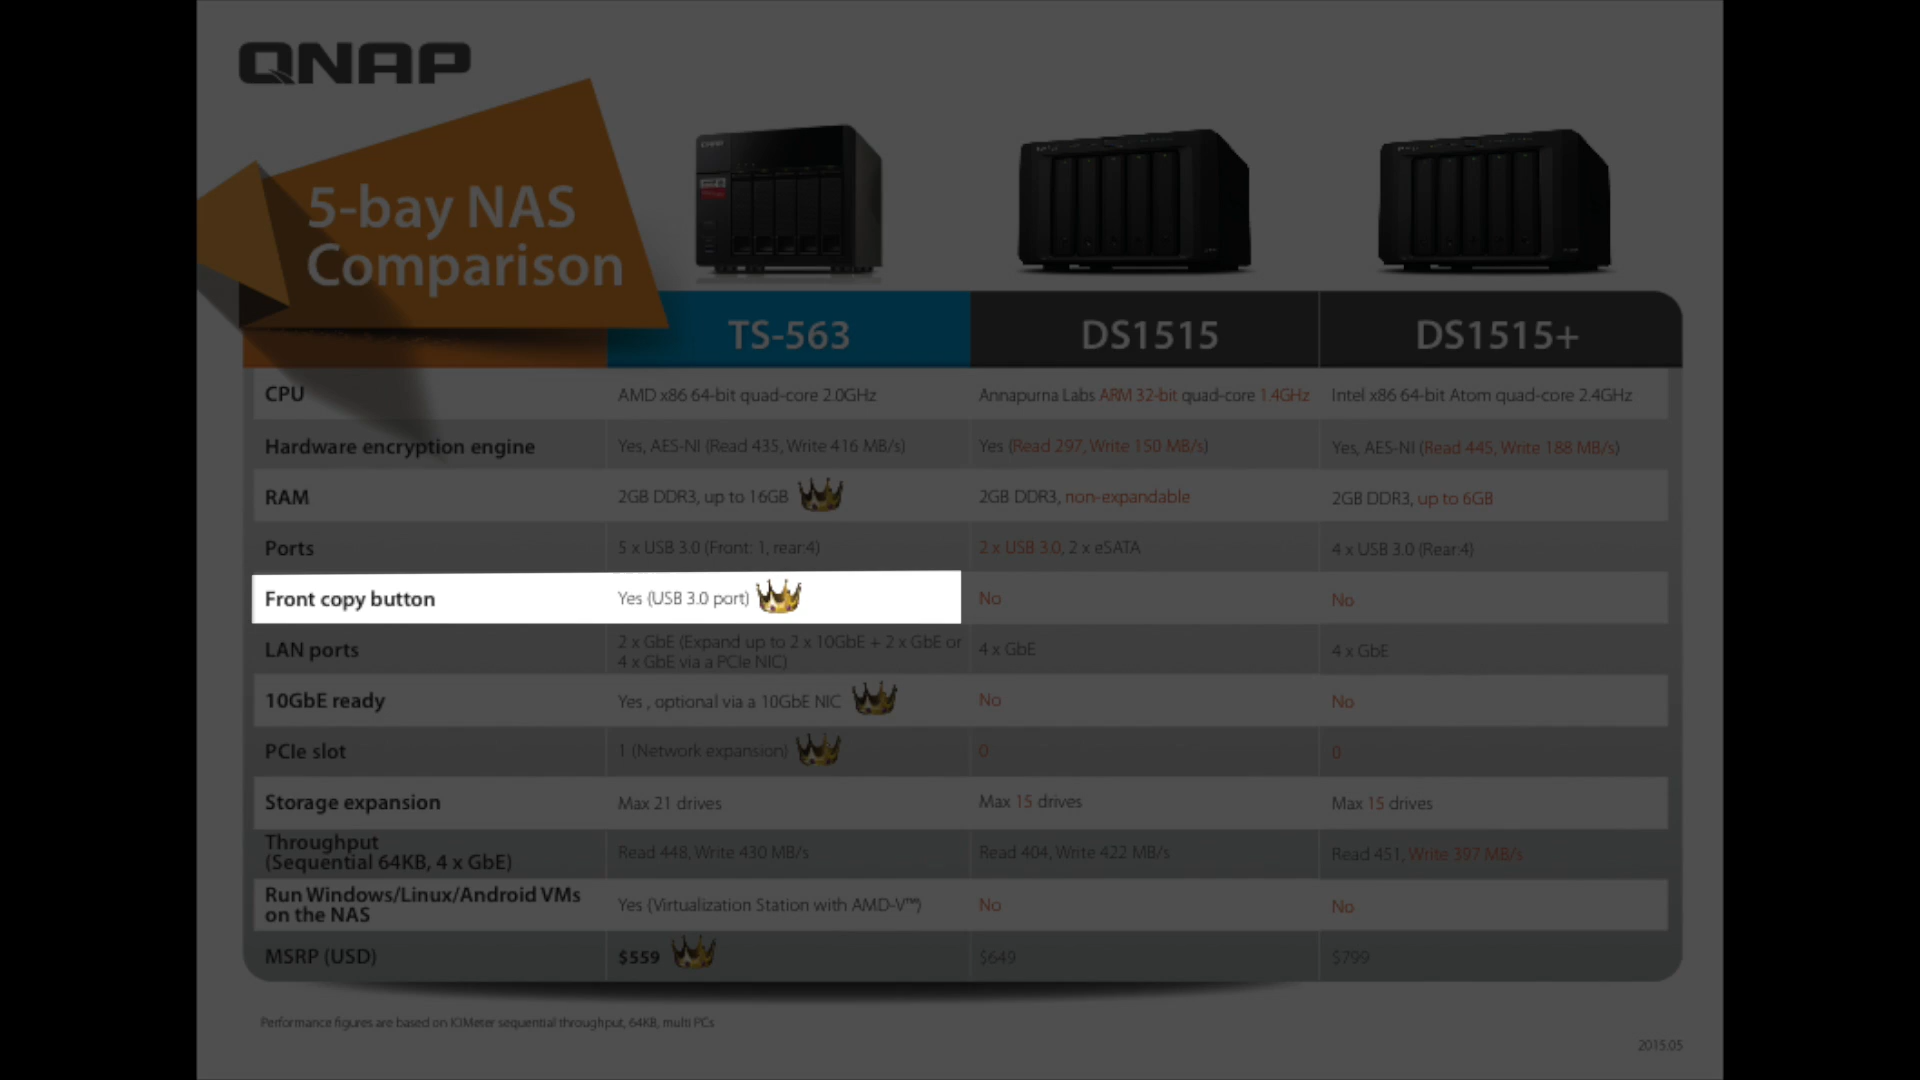 QNAP
5-bay NAS
Comparison
TS-563 DS1515 DS1515+
CPU AMD x86 64-bit quad-core 2.0GHz Annapurna Labs ARM 32-bit quad-core 1.4GHz Intel x86 64-bit Atom quad-core 2.4GHz
Hardware encryption engine Yes, AES-NI (Read 435, Write 416 MB/s) Yes (Read 297, Write 150 MB/s) Yes, AES-NI (Read 445, Write 188 MB/s)
RAM 2GB DDR3, up to 16GB 2GB DDR3, non-expandable 2GB DDR3, up to 6GB
Ports 5 x USB 3.0 (Front: 1, rear:4) 2 x USB 3.0, 2 x eSATA 4 x USB 3.0 (Rear:4)
Front copy button Yes (USB 3.0 port) No No
LAN ports 2 x GbE (Expand up to 2 x 10GbE + 2 x GbE or
4 x GbE via a PCIe NIC) 4 x GbE 4 x GbE
10GbE ready Yes , optional via a 10GbE NIC No No
PCIe slot 1 (Network expansion) 0 0
Storage expansion Max 21 drives Max 15 drives Max 15 drives
Throughput
(Sequential 64KB, 4 x GbE) Read 448, Write 430 MB/s Read 404, Write 422 MB/s Read 451, Write 397 MB/s
Run Windows/Linux/Android VMs
on the NAS Yes (Virtualization Station with AMD-V™) No No
MSRP (USD) $559 $649 $799
Performance figures are based on IOMeter sequential throughput, 64KB, multi PCs
2015.05